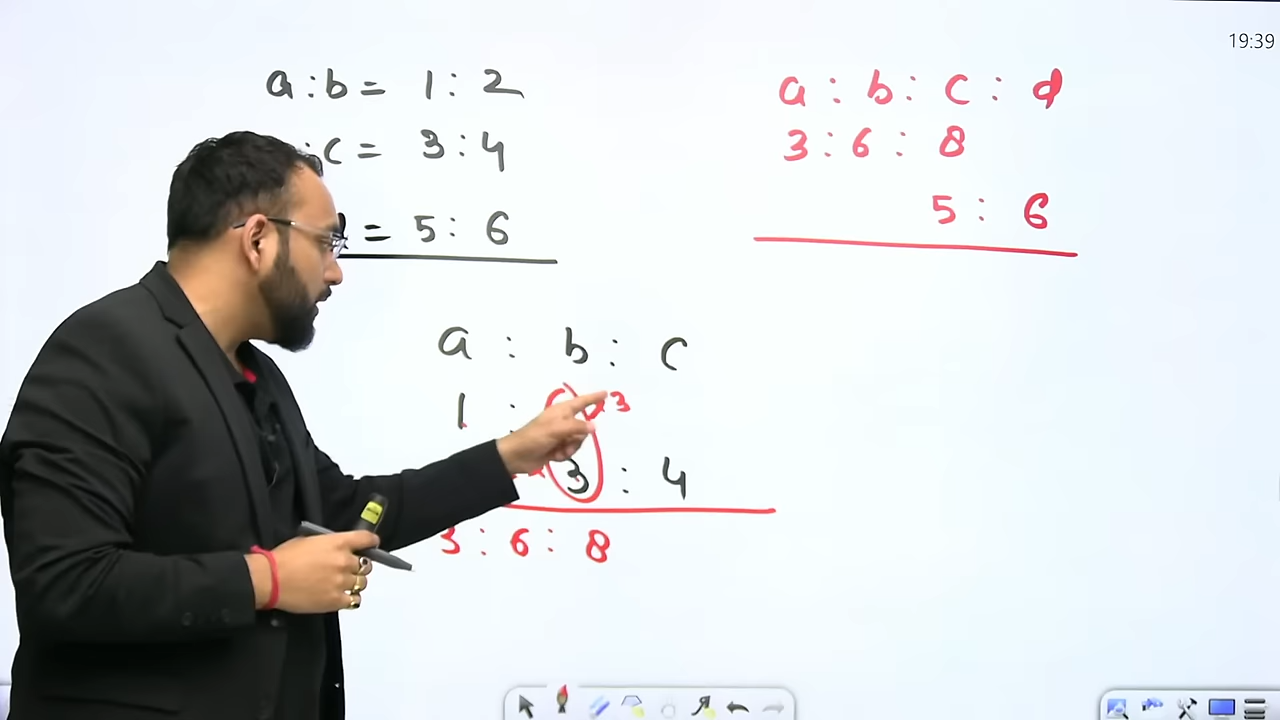 19:39
a : b = 1 : 2
: c = 3 : 4
= 5 : 6
a : b : c : d
3 : 6 : 8
5 : 6
a : b : c
1 :
3
3 : 4
3 : 6 : 8